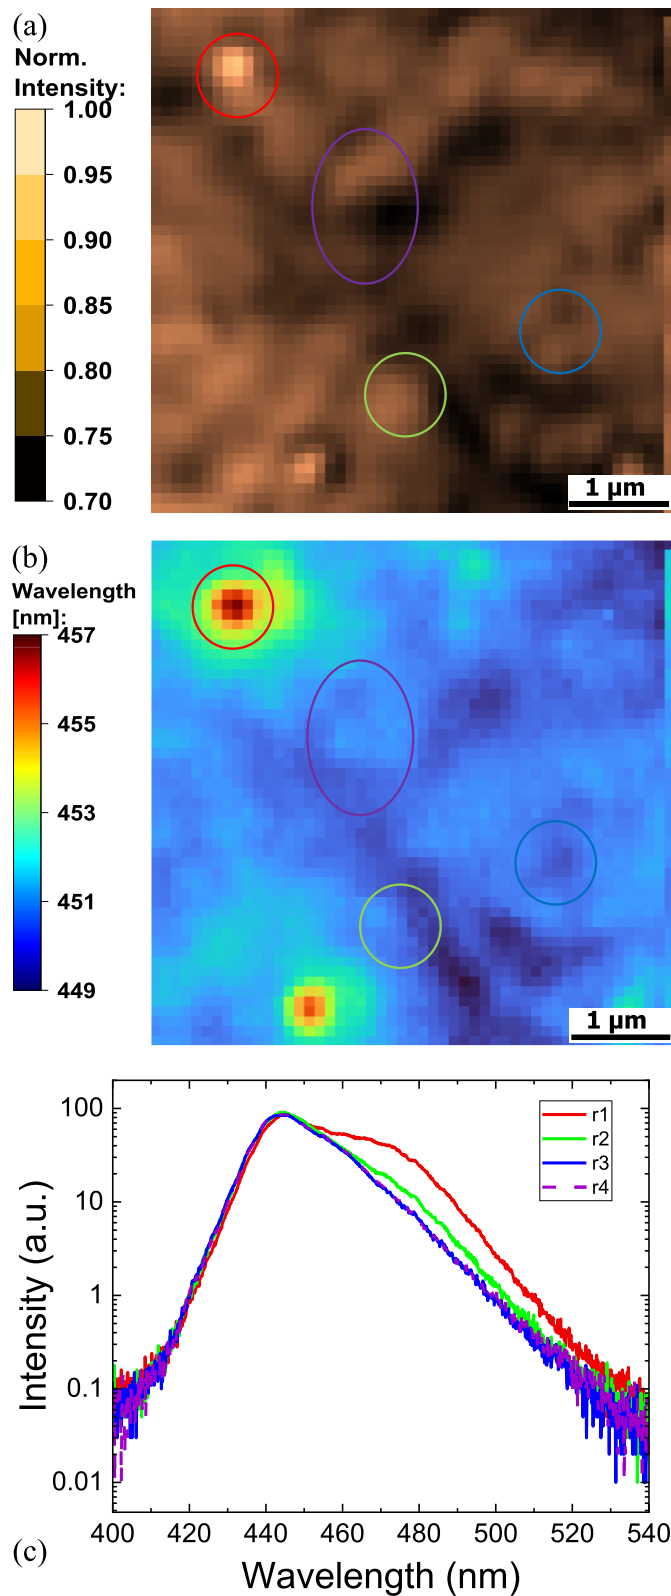 (a)
Norm.
Intensity:
1.00
0.95
0.90
0.85
0.80
0.75
0.70
1 µm
(b)
Wavelength
[nm]:
457
455
453
451
449
1 µm
100
10
1
0.1
0.01
Intensity (a.u.)
r1
r2
r3
r4
400 420 440 460 480 500 520 540
Wavelength (nm)
(c)